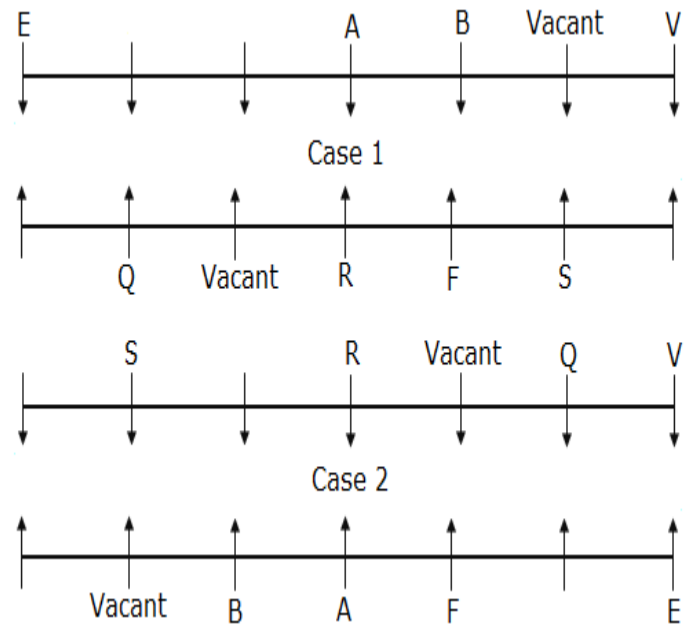 E A B Vacant V
Case 1
Q Vacant R F S
S R Vacant Q V
Case 2
Vacant B A F E